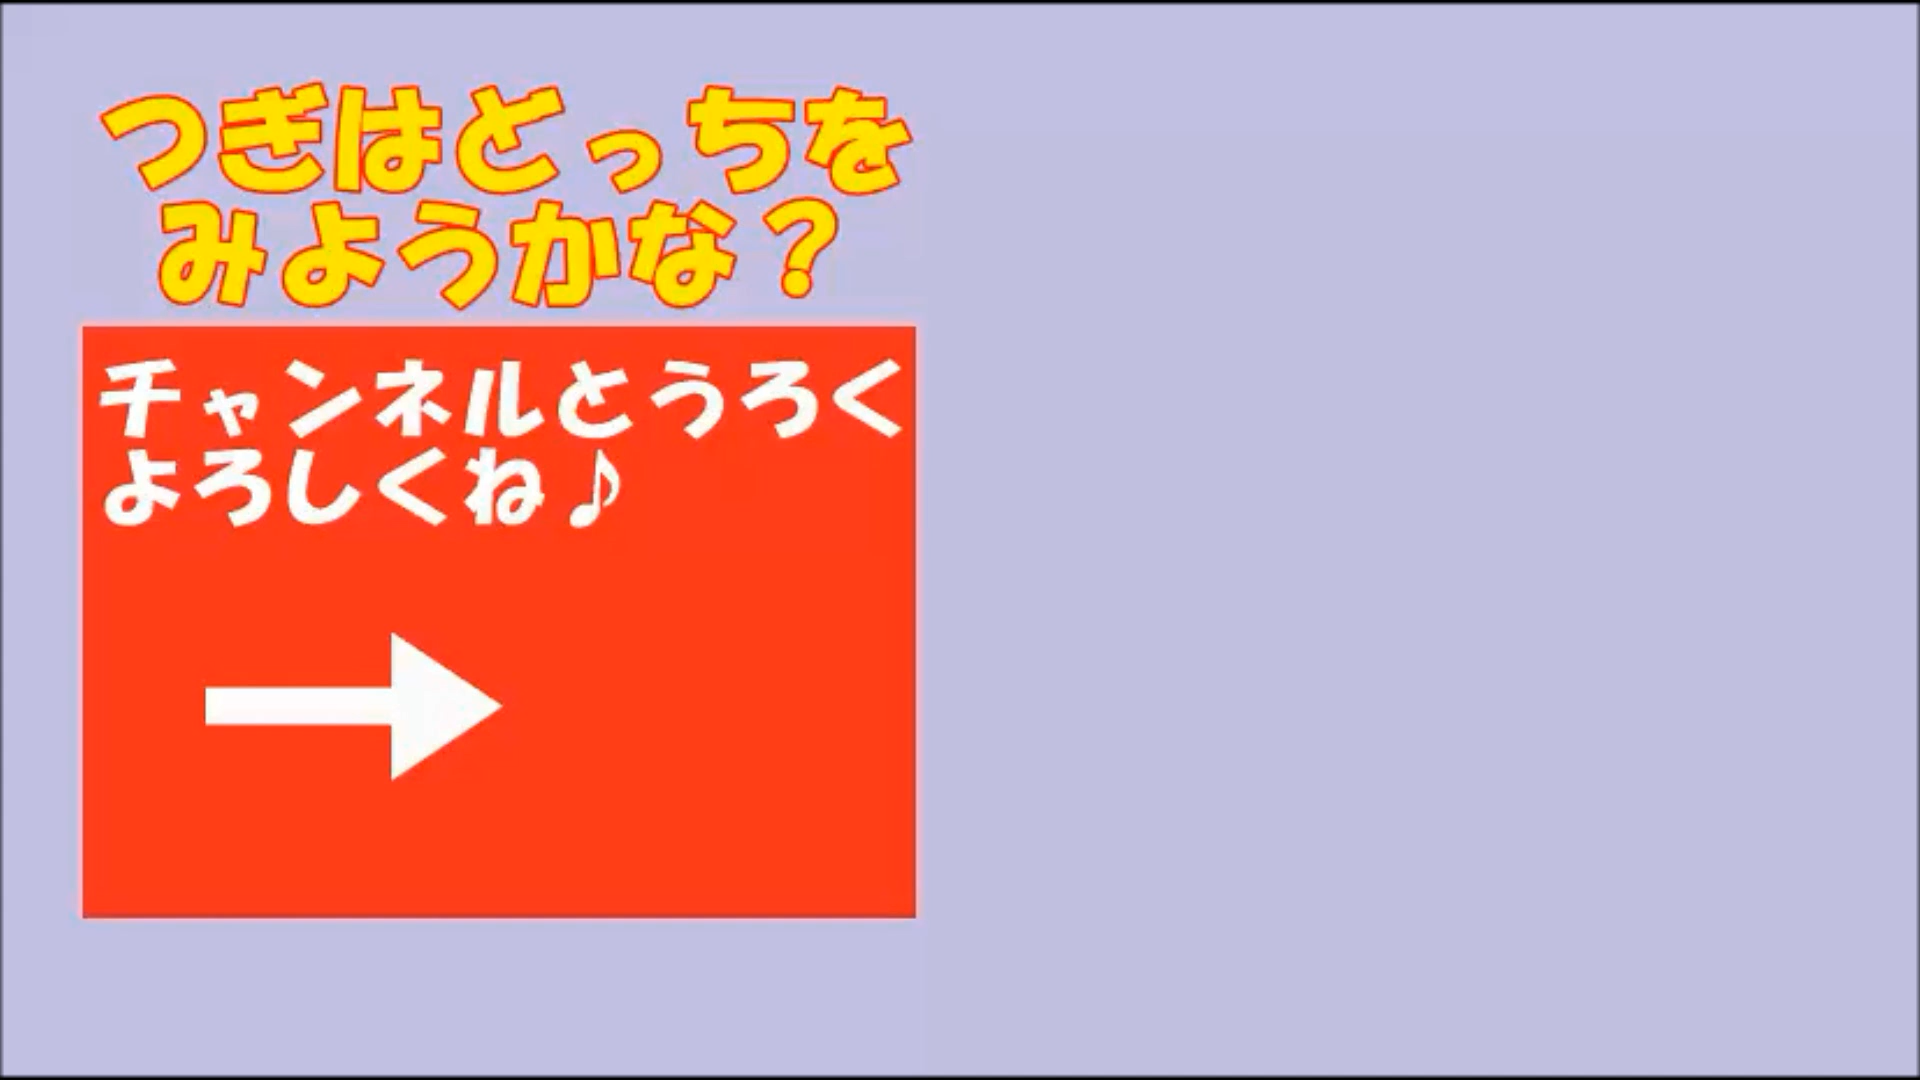 つぎはどっちを
みようかな？
チャンネルとうろく
よろしくね♪